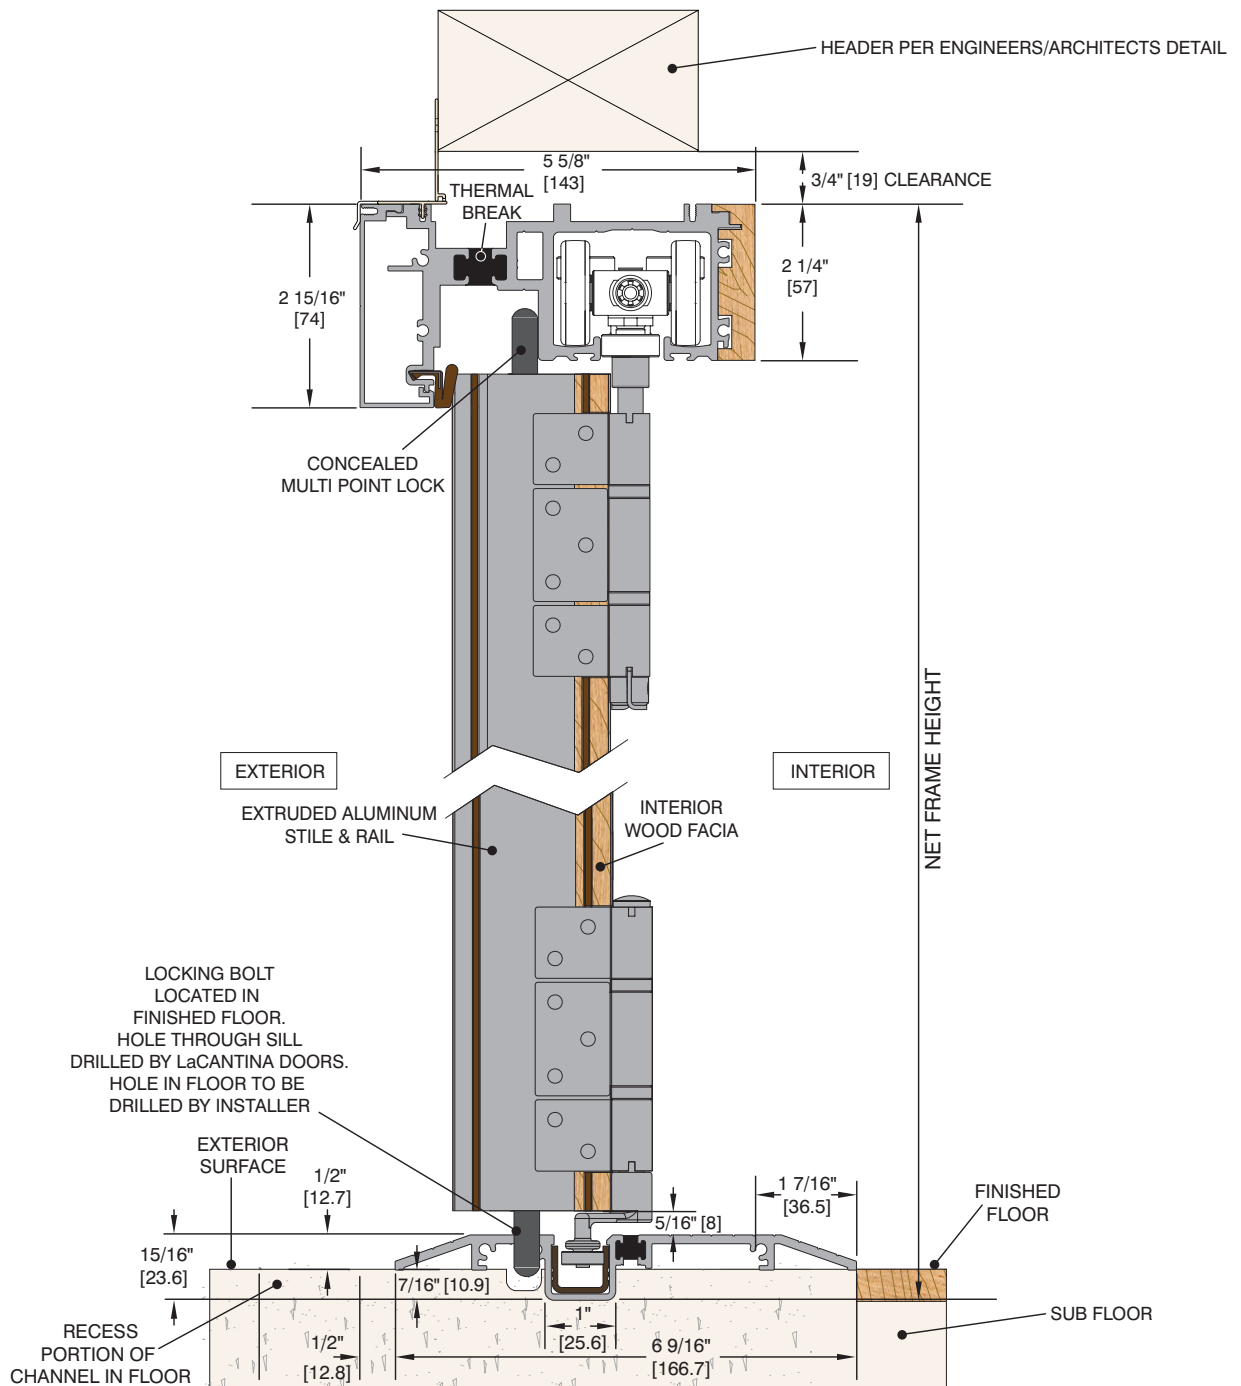 HEADER PER ENGINEERS/ARCHITECTS DETAIL
5 5/8"
[143]
3/4" [19] CLEARANCE
THERMAL
BREAK
2 15/16"
[74]
2 1/4"
[57]
CONCEALED
MULTI POINT LOCK
NET FRAME HEIGHT
EXTERIOR
INTERIOR
EXTRUDED ALUMINUM
STILE & RAIL
INTERIOR
WOOD FACIA
LOCKING BOLT
LOCATED IN
FINISHED FLOOR.
HOLE THROUGH SILL
DRILLED BY LaCANTINA DOORS.
HOLE IN FLOOR TO BE
DRILLED BY INSTALLER
EXTERIOR
SURFACE
1/2"
[12.7]
1 7/16"
[36.5]
FINISHED
FLOOR
5/16" [8]
15/16"
[23.6]
7/16" [10.9]
1"
[25.6]
SUB FLOOR
RECESS
PORTION OF
CHANNEL IN FLOOR
1/2"
[12.8]
6 9/16"
[166.7]